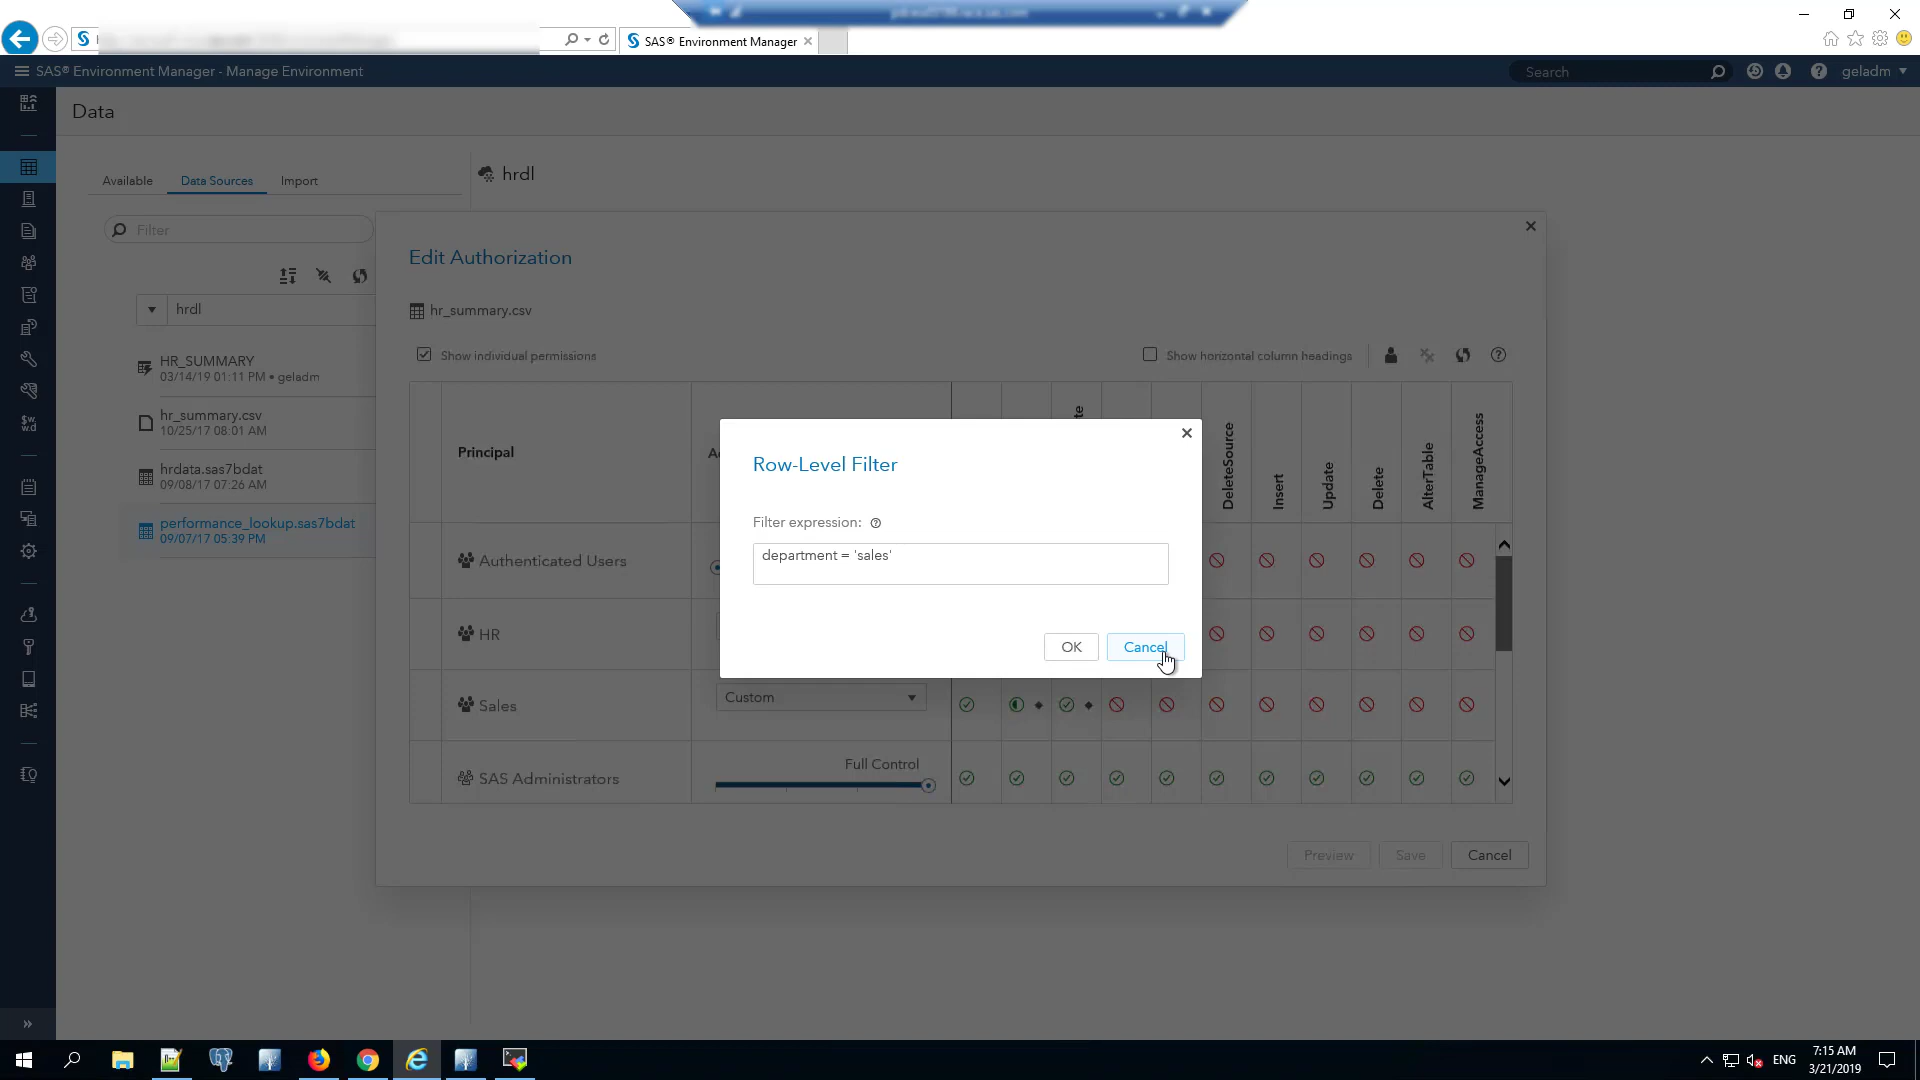 SAS® Environment Manager
SAS® Environment Manager - Manage Environment
Search
geladm
Data
Available
Data Sources
Import
hrdl
Filter
Edit Authorization
hr_summary.csv
hrdl
Show individual permissions
Show horizontal column headings
HR_SUMMARY
03/14/19 01:11 PM • geladm
hr_summary.csv
10/25/17 08:01 AM
hrdata.sas7bdat
09/08/17 07:26 AM
performance_lookup.sas7bdat
09/07/17 05:39 PM
Principal
DeleteSource
Insert
Update
Delete
AlterTable
ManageAccess
Row-Level Filter
Filter expression:
department = 'sales'
OK
Cancel
Authenticated Users
HR
Sales
Custom
SAS Administrators
Full Control
Preview
Save
Cancel
$w.
w.d
ENG
7:15 AM
3/21/2019